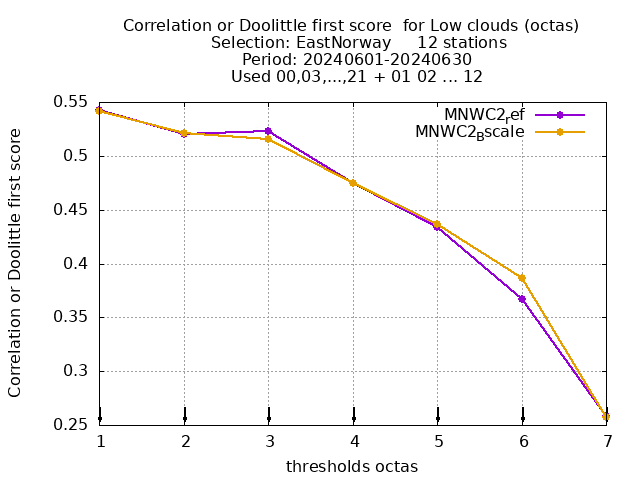 Correlation or Doolittle first score  for Low clouds (octas)
Selection: EastNorway     12 stations
Period: 20240601-20240630
Used 00,03,...,21 + 01 02 ... 12
MNWC2ref
MNWC2Bscale
Correlation or Doolittle first score
0.55
0.5
0.45
0.4
0.35
0.3
0.25
1 2 3 4 5 6 7
thresholds octas